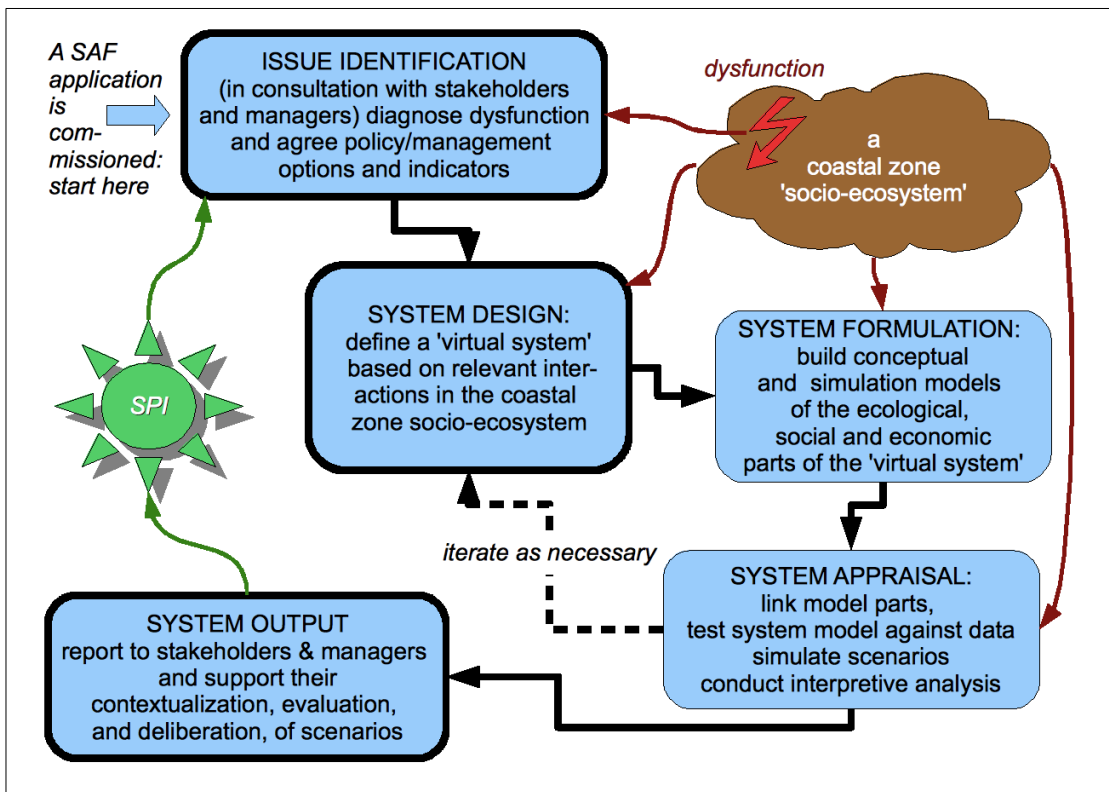 A SAF
application
is
com-
missioned:
start here
ISSUE IDENTIFICATION
(in consultation with stakeholders
and managers) diagnose dysfunction
and agree policy/management
options and indicators
dysfunction
a
coastal zone
'socio-ecosystem'
SYSTEM DESIGN:
define a 'virtual system'
based on relevant inter-
actions in the coastal
zone socio-ecosystem
SYSTEM FORMULATION:
build conceptual
and simulation models
of the ecological,
social and economic
parts of the 'virtual system'
SPI
iterate as necessary
SYSTEM APPRAISAL:
link model parts,
test system model against data
simulate scenarios
conduct interpretive analysis
SYSTEM OUTPUT
report to stakeholders & managers
and support their
contextualization, evaluation,
and deliberation, of scenarios